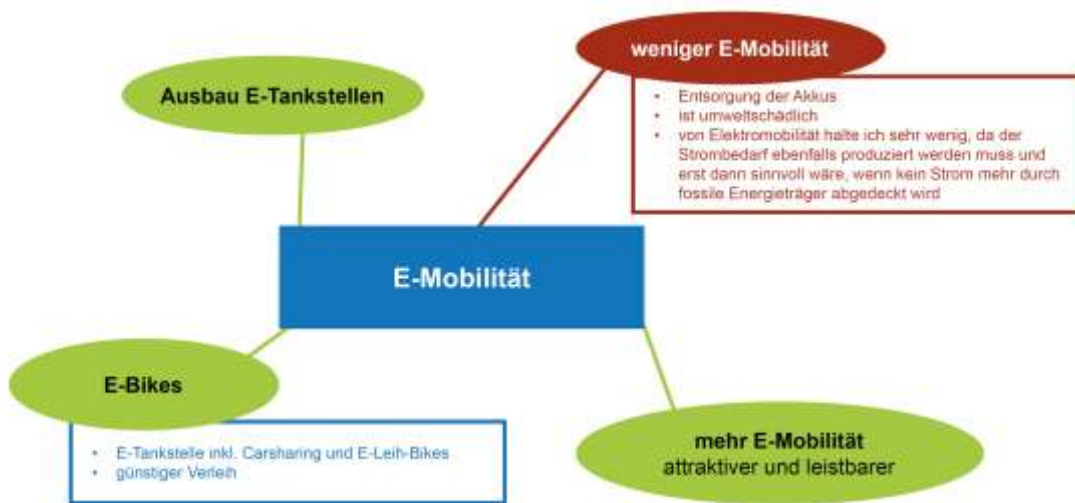 weniger E-Mobilität
Ausbau E-Tankstellen
• Entsorgung der Akkus
• ist umweltschädlich
• von Elektromobilität halte ich sehr wenig, da der
Strombedarf ebenfalls produziert werden muss und
erst dann sinnvoll wäre, wenn kein Strom mehr durch
fossile Energieträger abgedeckt wird
E-Mobilität
E-Bikes
• E-Tankstelle inkl. Carsharing und E-Leih-Bikes
• günstiger Verleih
mehr E-Mobilität
attraktiver und leistbarer